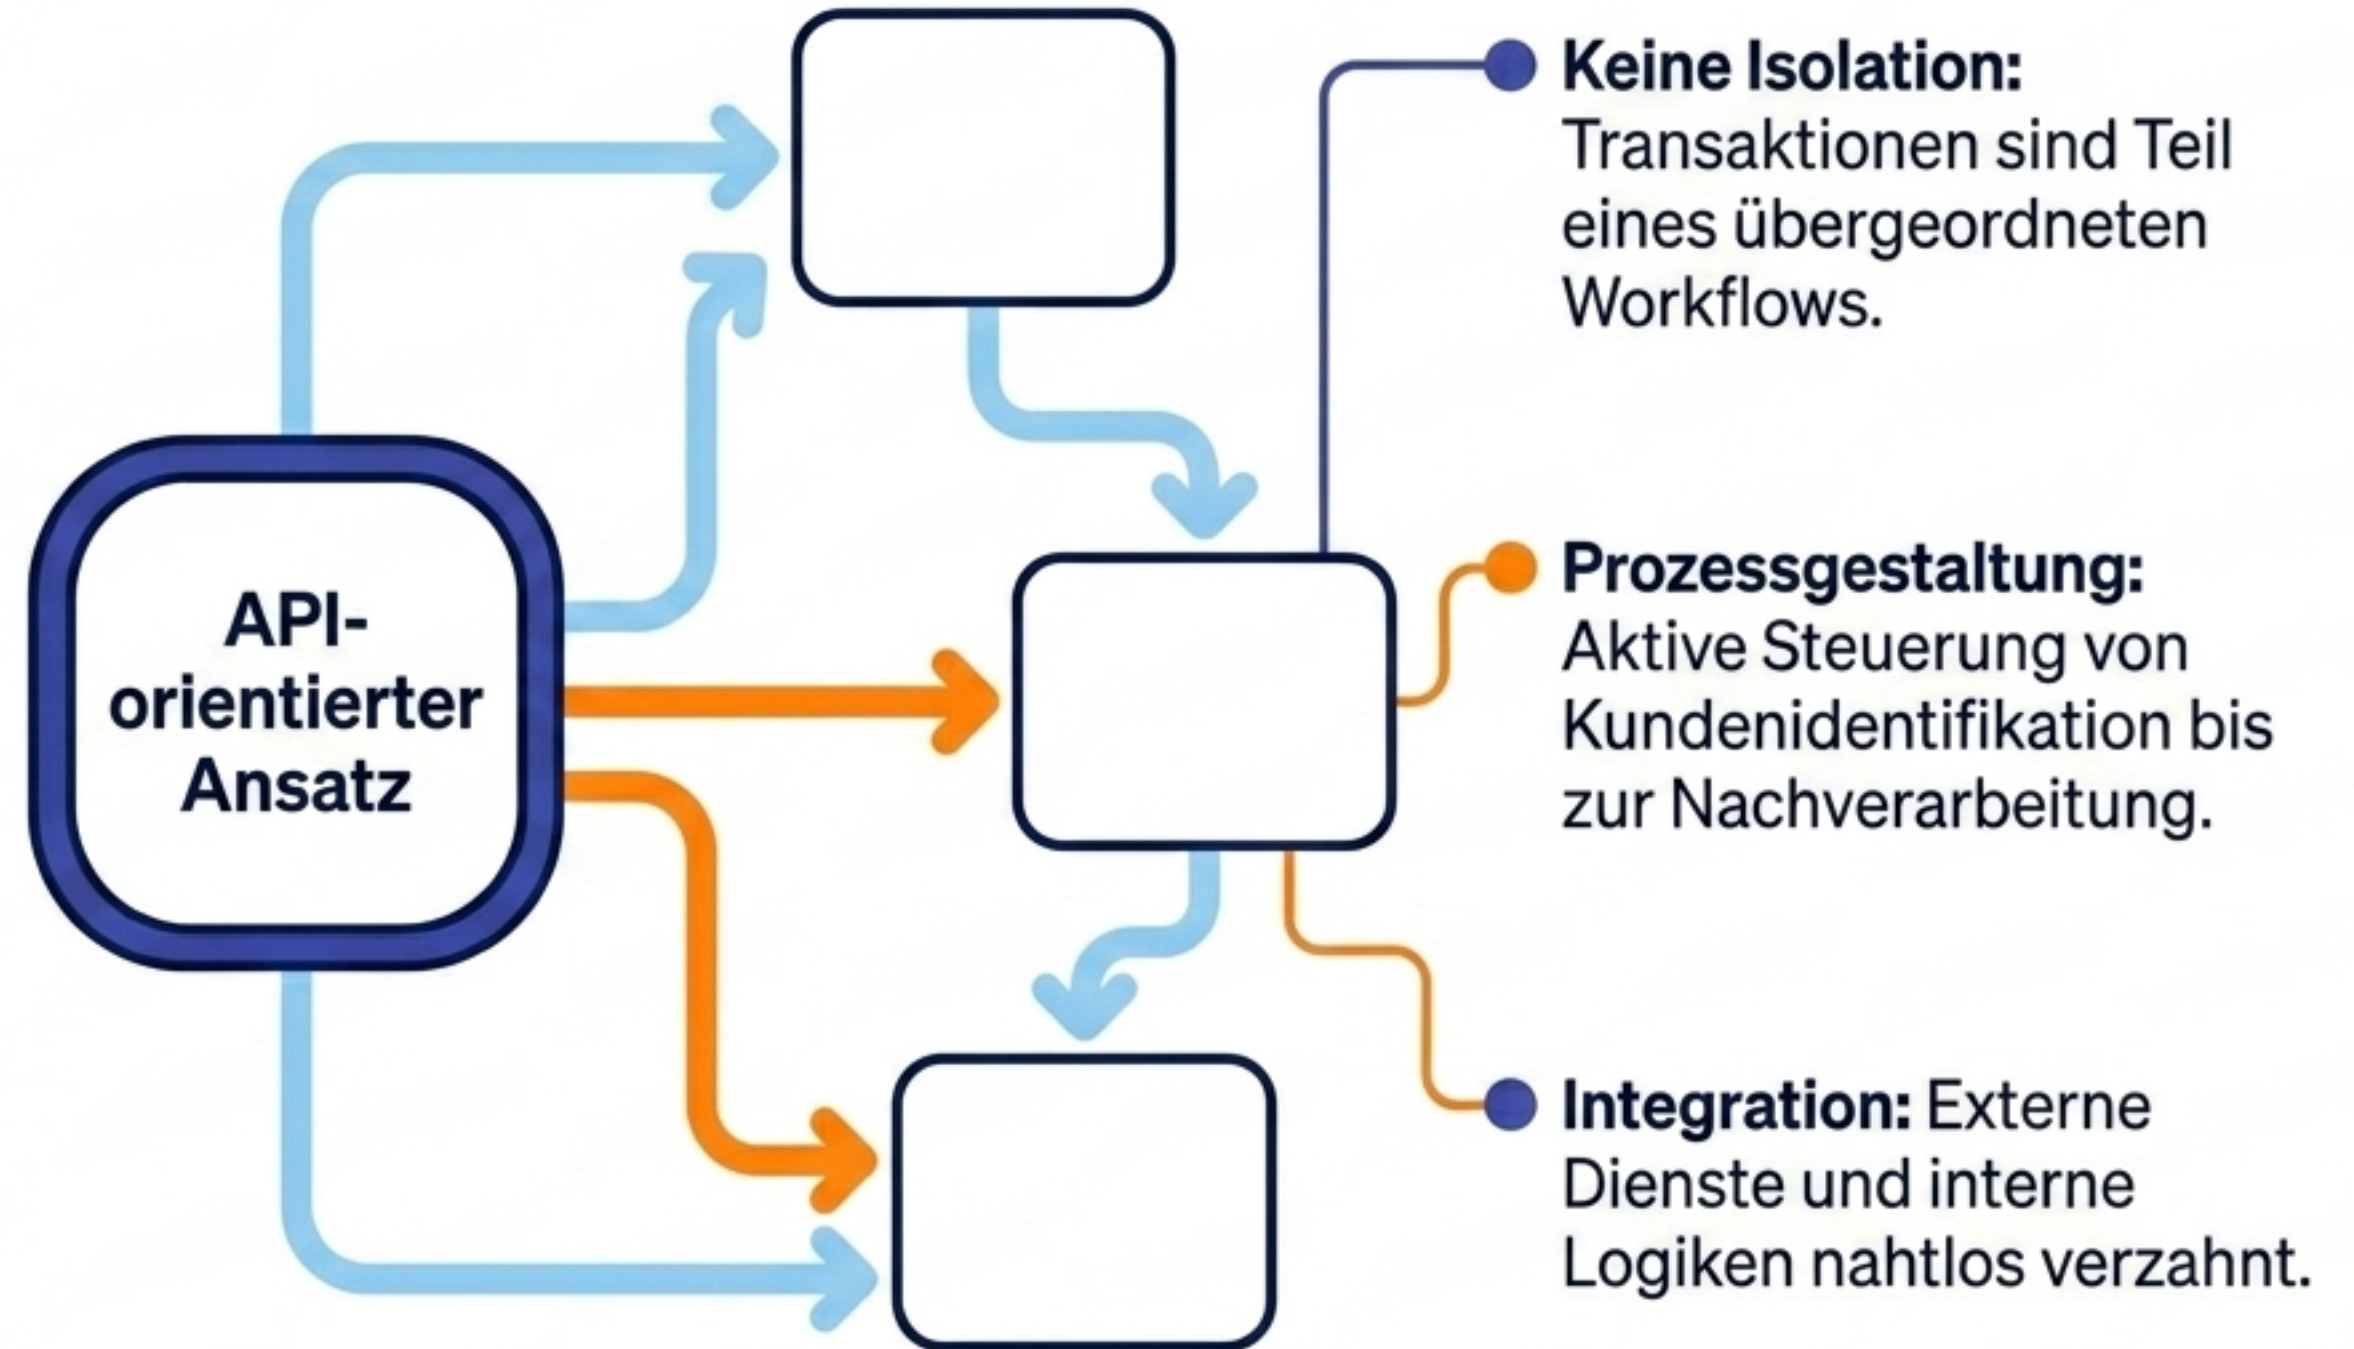 API-
orientierter
Ansatz
Keine Isolation:
Transaktionen sind Teil
eines übergeordneten
Workflows.
Prozessgestaltung:
Aktive Steuerung von
Kundenidentifikation bis
zur Nachverarbeitung.
Integration: Externe
Dienste und interne
Logiken nahtlos verzahnt.